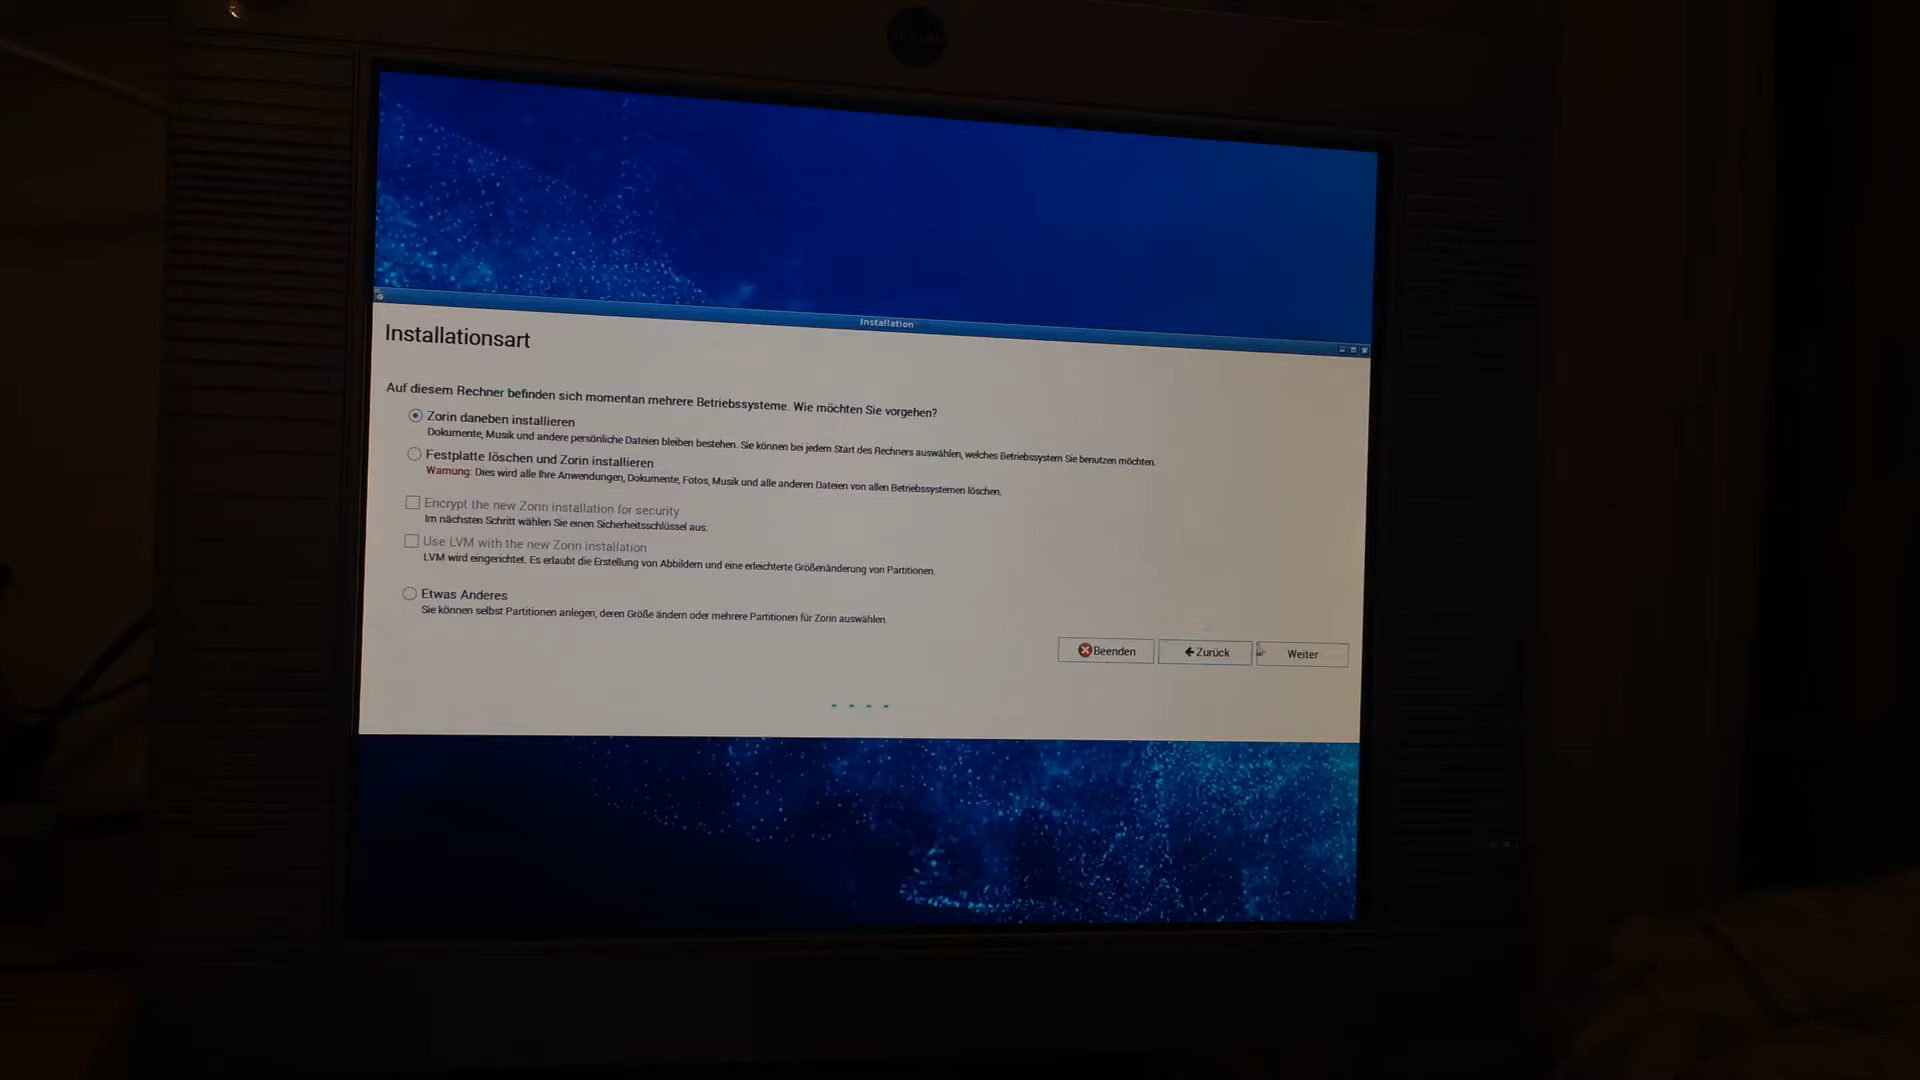 Installation
Installationsart
Auf diesem Rechner befinden sich momentan mehrere Betriebssysteme. Wie möchten Sie vorgehen?
Zorin daneben installieren
Dokumente, Musik und andere persönliche Dateien bleiben bestehen. Sie können bei jedem Start des Rechners auswählen, welches Betriebssystem Sie benutzen möchten.
Festplatte löschen und Zorin installieren
Warnung: Dies wird alle Ihre Anwendungen, Dokumente, Fotos, Musik und alle anderen Dateien von allen Betriebssystemen löschen.
Encrypt the new Zorin installation for security
Im nächsten Schritt wählen Sie einen Sicherheitsschlüssel aus.
Use LVM with the new Zorin installation
LVM wird eingerichtet. Es erlaubt die Erstellung von Abbildern und eine erleichterte Größenänderung von Partitionen.
Etwas Anderes
Sie können selbst Partitionen anlegen, deren Größe ändern oder mehrere Partitionen für Zorin auswählen.
Beenden Zurück Weiter